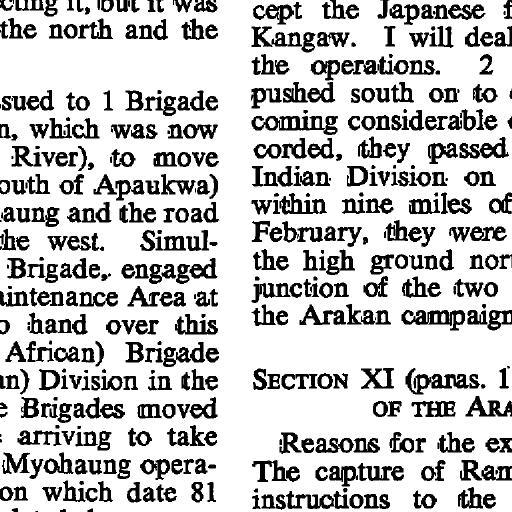 it, but it was
the north and the
ssued to 1 Brigade
n, which was now
River), to move
outh of Apaukwa)
aung and the road
the west. Simul-
Brigade, engaged
aintenance Area at
hand over this
African) Brigade
an) Division in the
e Brigades moved
arriving to take
Myohaung opera-
on which date 81
cept the Japanese f
Kangaw. I will deal
the operations. 2
pushed south on to
coming considerable
corded, they passed
Indian Division on
within nine miles of
February, they were
the high ground nor
junction of the two
the Arakan campaign
SECTION XI (paras. 1
OF THE ARA
Reasons for the ex
The capture of Ram
instructions to the